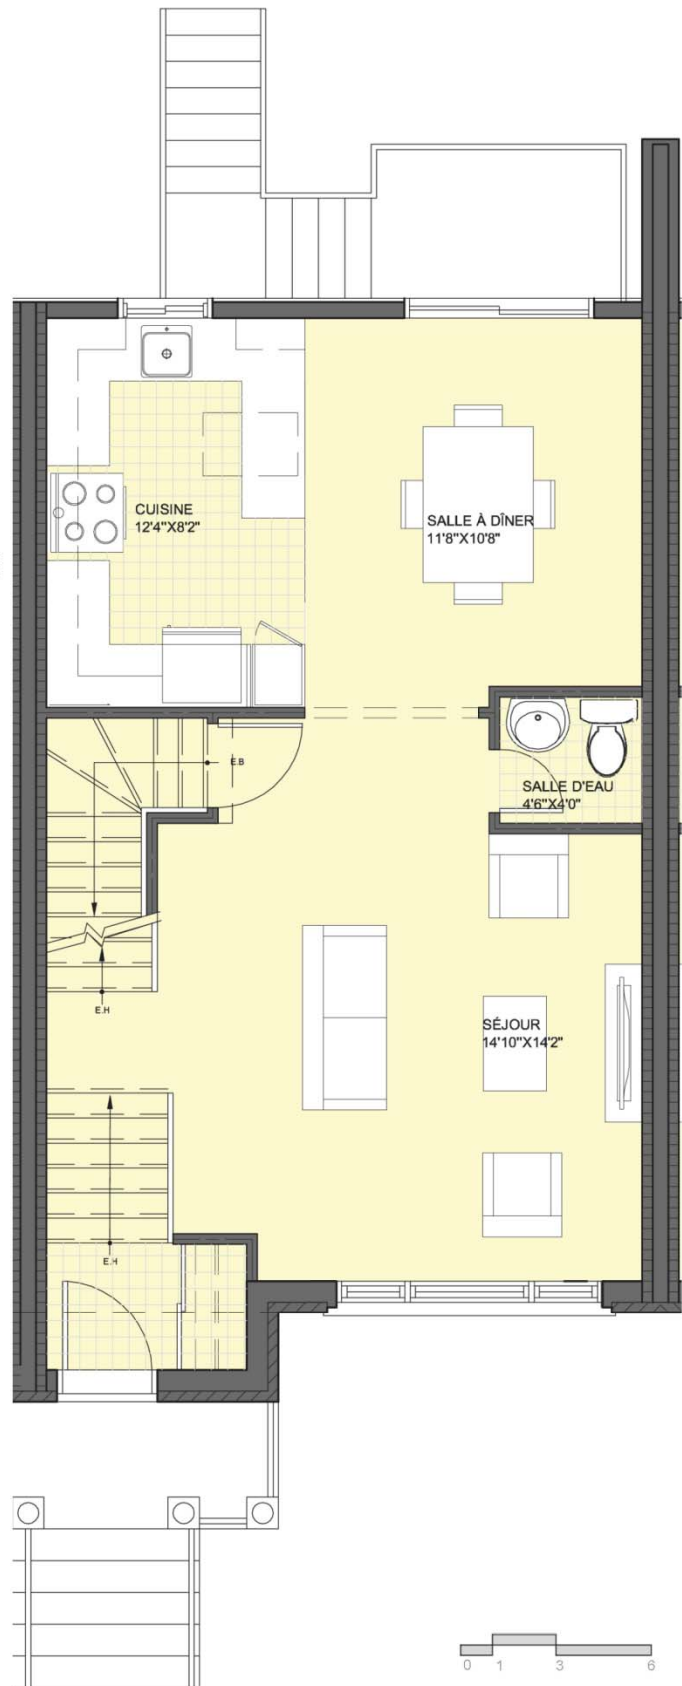 CUISINE
12'4"X8'2"
SALLE À DÎNER
11'8"X10'8"
E.B
SALLE D'EAU
4'6"X4'0"
E.H
SÉJOUR
14'10"X14'2"
E.H
0 1 3 6